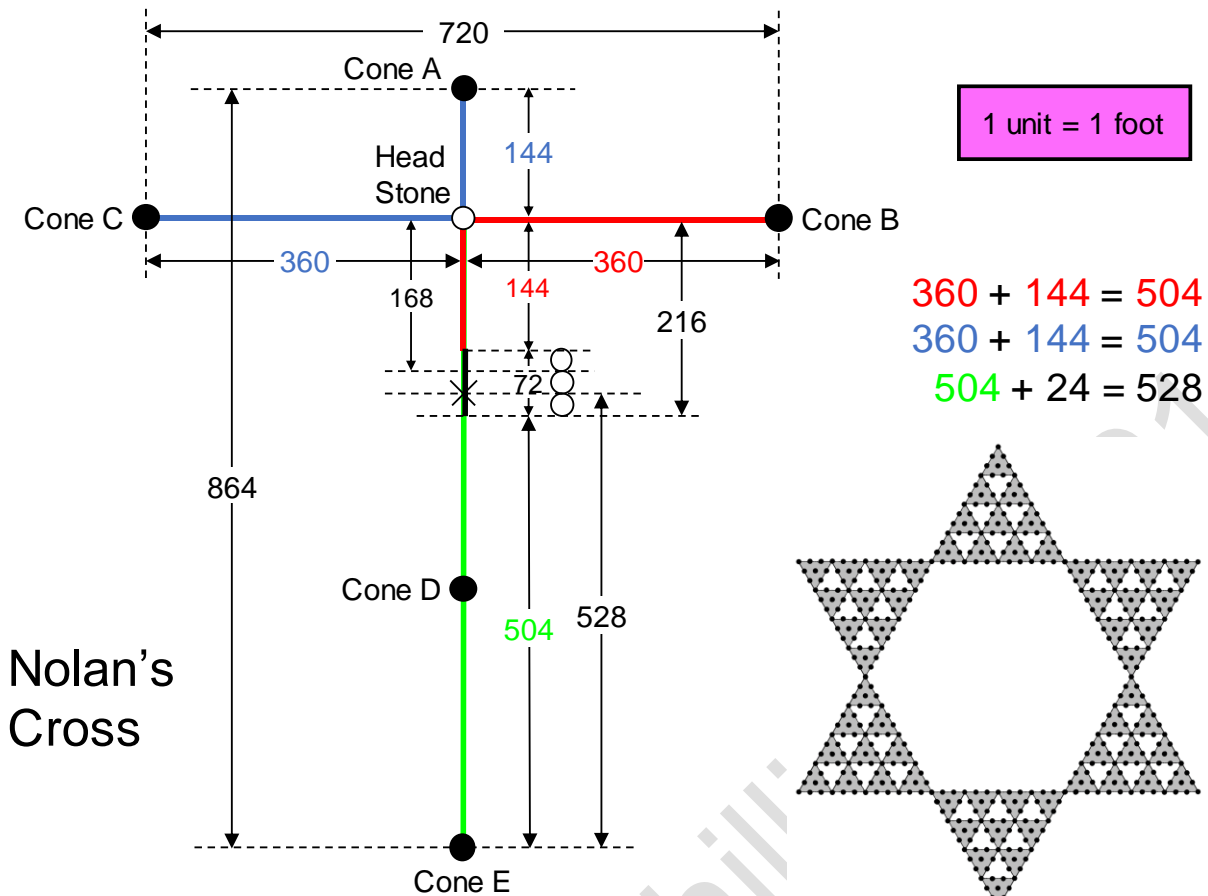 720
Cone A
1 unit = 1 foot
144
Head
Stone
Cone C
Cone B
360
360
168
144
216
360 + 144 = 504
360 + 144 = 504
504 + 24 = 528
72
864
Cone D
504
528
Nolan's
Cross
Cone E